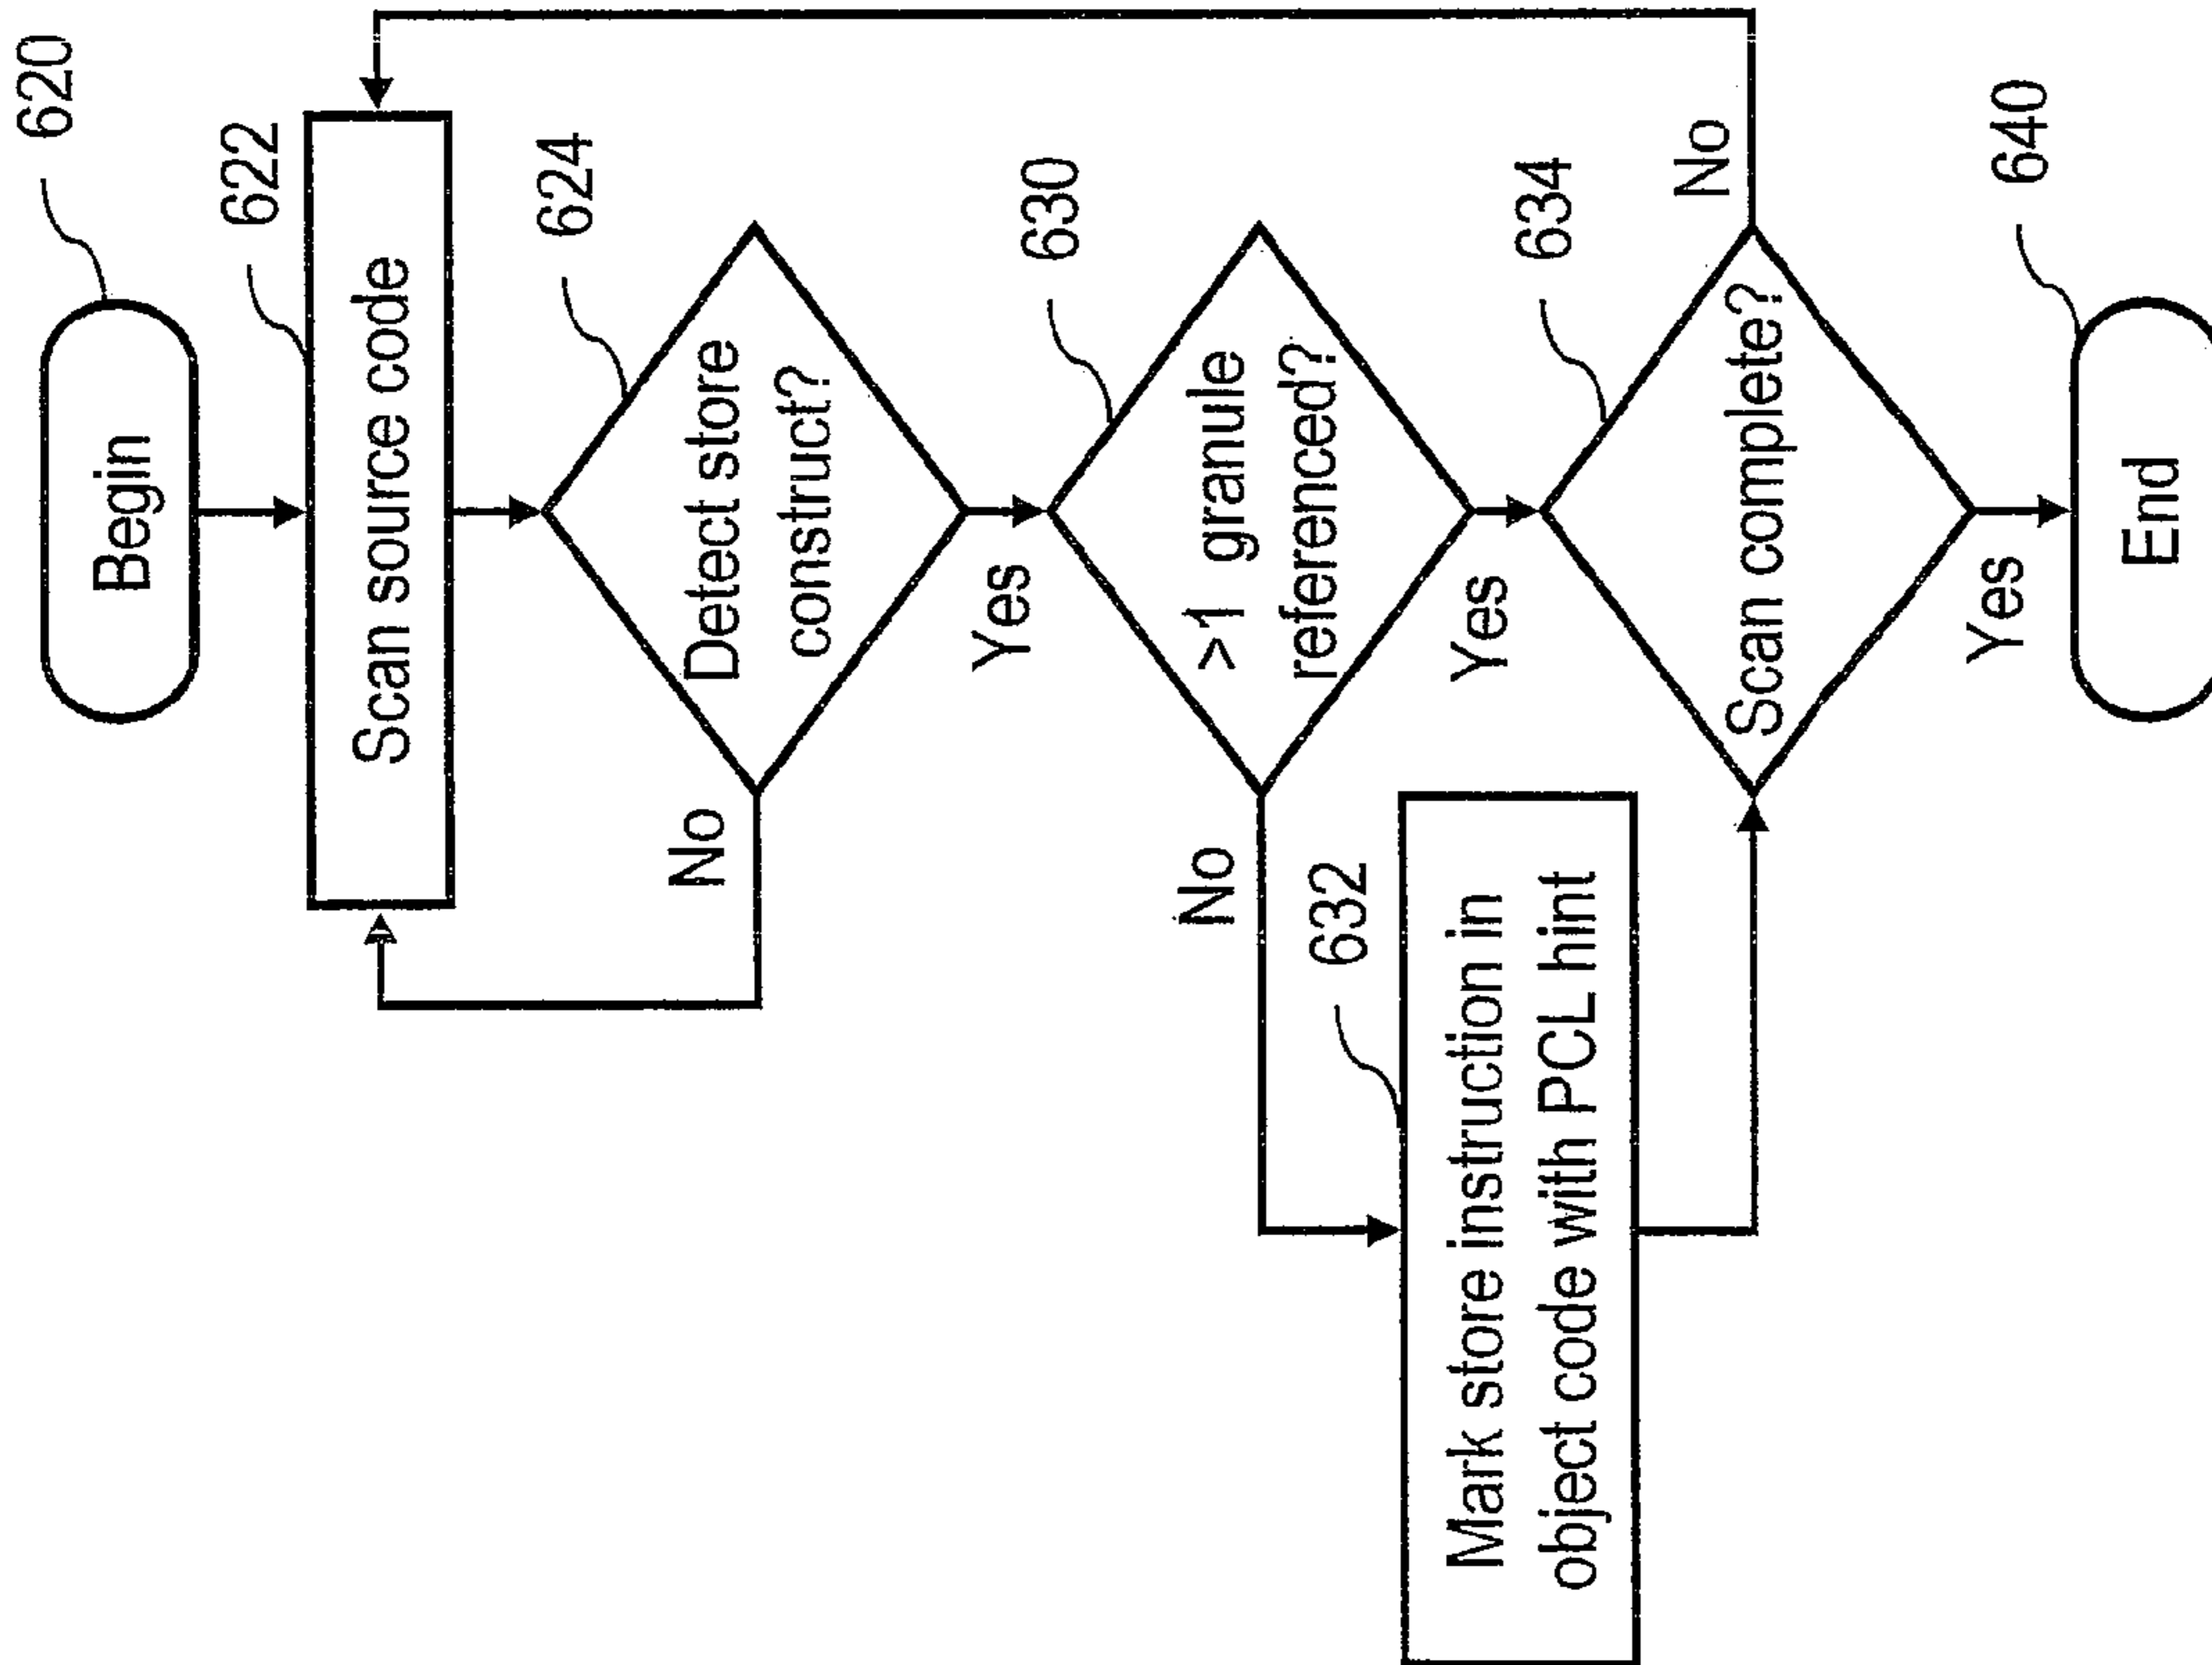 Begin
620
Scan source code
622
Detect store
construct?
624
No
Yes
>1 granule
referenced?
630
No
Yes
Mark store instruction in
object code with PCL hint
632
Scan complete?
634
No
Yes
End
640